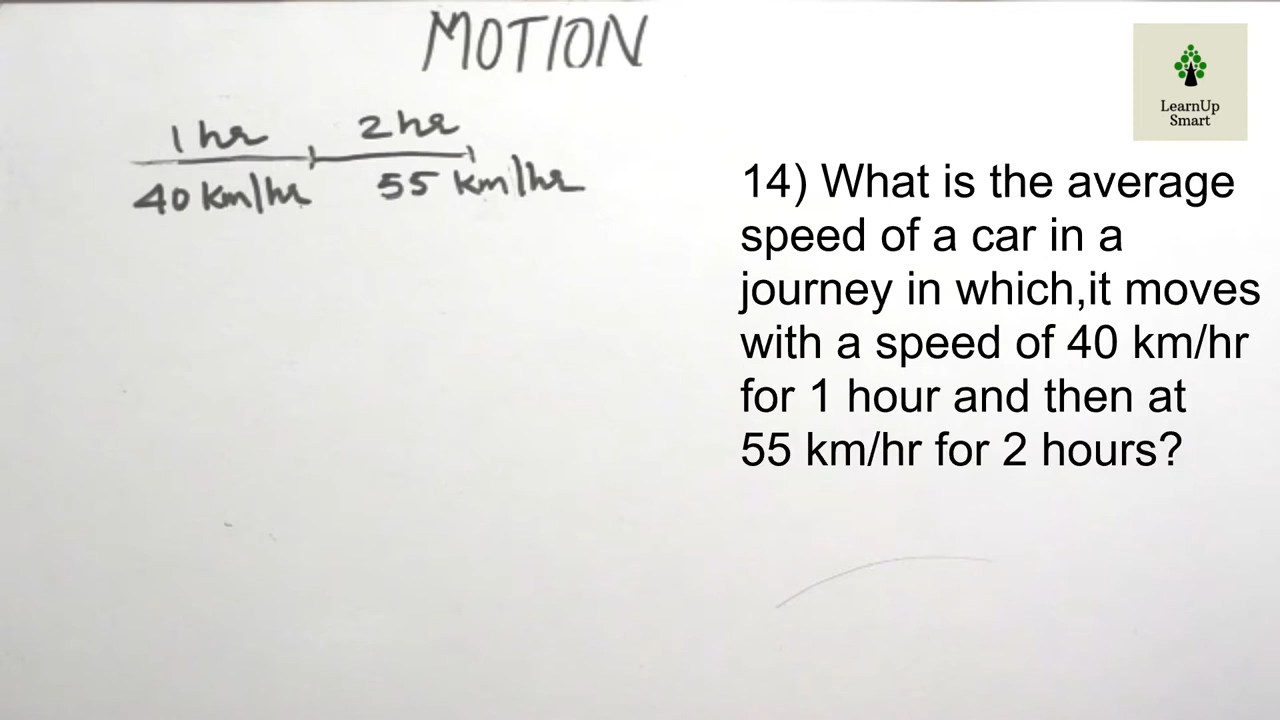 MOTION
1 hr 2 hr
40 km/hr 55 km/hr
LearnUp
Smart
14) What is the average
speed of a car in a
journey in which,it moves
with a speed of 40 km/hr
for 1 hour and then at
55 km/hr for 2 hours?